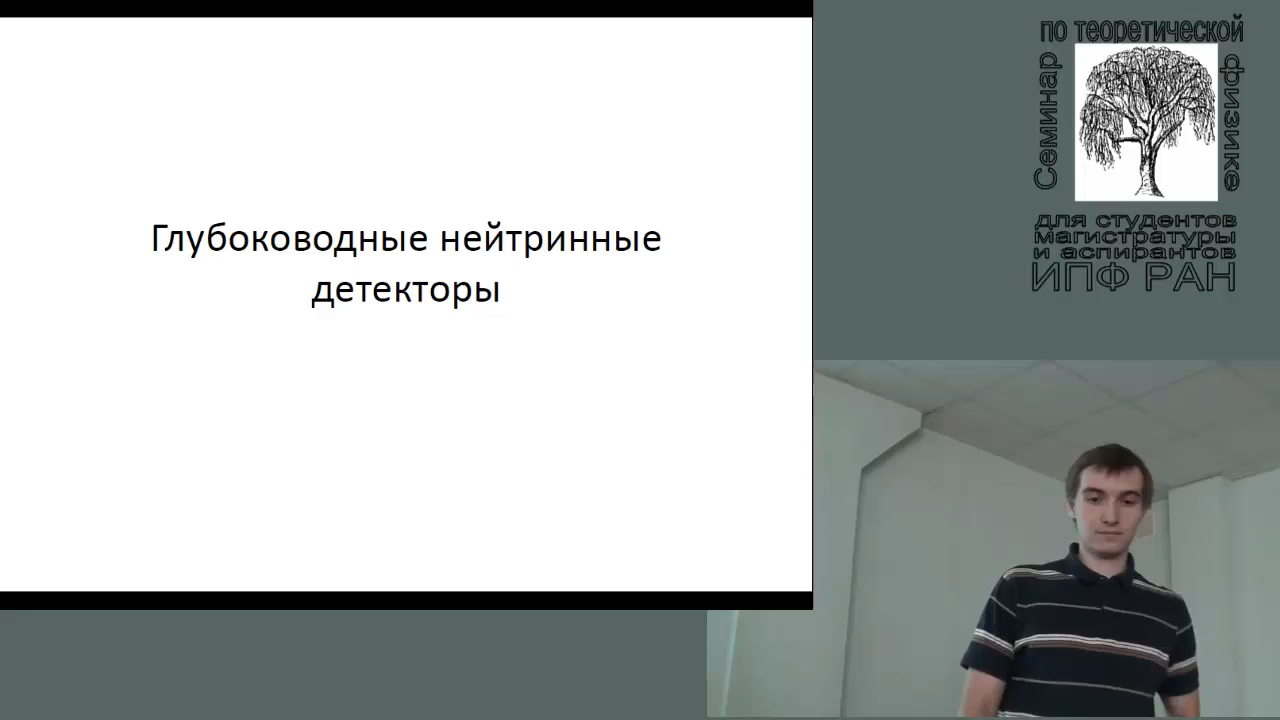 Глубоководные нейтринные
детекторы
Семинар
по теоретической
физике
для студентов
магистратуры
и аспирантов
ИПФ РАН